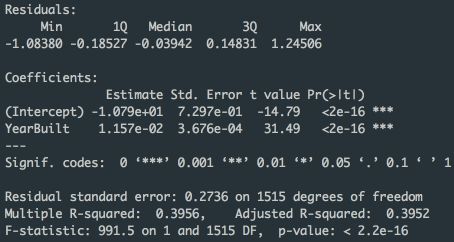 Residuals:
     Min       1Q   Median       3Q      Max
-1.08380 -0.18527 -0.03942  0.14831  1.24506
Coefficients:
              Estimate Std. Error t value Pr(>|t|)
(Intercept) -1.079e+01  7.297e-01  -14.79   <2e-16 ***
YearBuilt    1.157e-02  3.676e-04   31.49   <2e-16 ***
---
Signif. codes:  0 ‘***’ 0.001 ‘**’ 0.01 ‘*’ 0.05 ‘.’ 0.1 ‘ ’ 1
Residual standard error: 0.2736 on 1515 degrees of freedom
Multiple R-squared:  0.3956,	Adjusted R-squared:  0.3952
F-statistic: 991.5 on 1 and 1515 DF,  p-value: < 2.2e-16